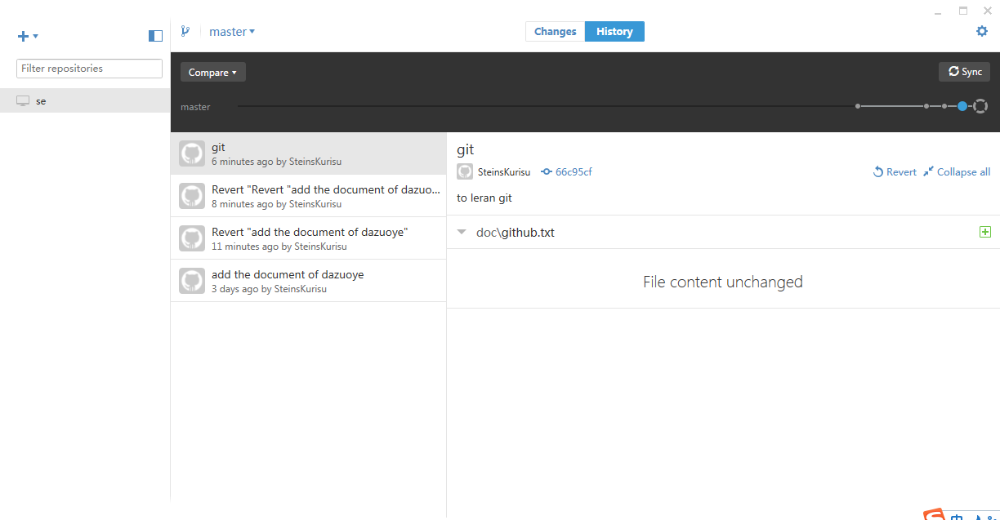 master
Changes
History
Filter repositories
Compare
Sync
se
master
git
6 minutes ago by SteinsKurisu
Revert "Revert "add the document of dazuo...
8 minutes ago by SteinsKurisu
Revert "add the document of dazuoye"
11 minutes ago by SteinsKurisu
add the document of dazuoye
3 days ago by SteinsKurisu
git
SteinsKurisu
66c95cf
Revert
Collapse all
to leran git
doc\github.txt
File content unchanged